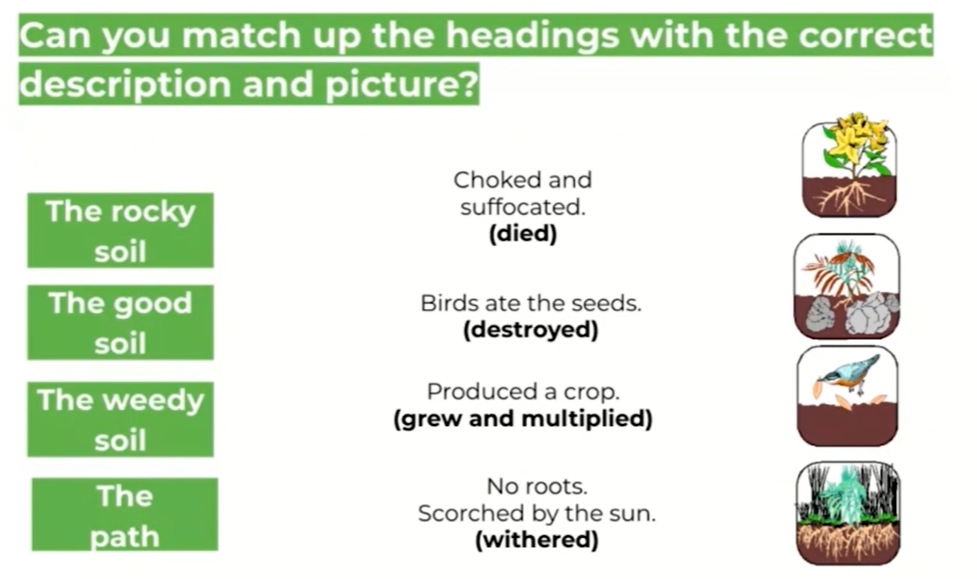 Can you match up the headings with the correct
description and picture?
The rocky
soil
The good
soil
The weedy
soil
The
path
Choked and
suffocated.
(died)
Birds ate the seeds.
(destroyed)
Produced a crop.
(grew and multiplied)
No roots.
Scorched by the sun.
(withered)